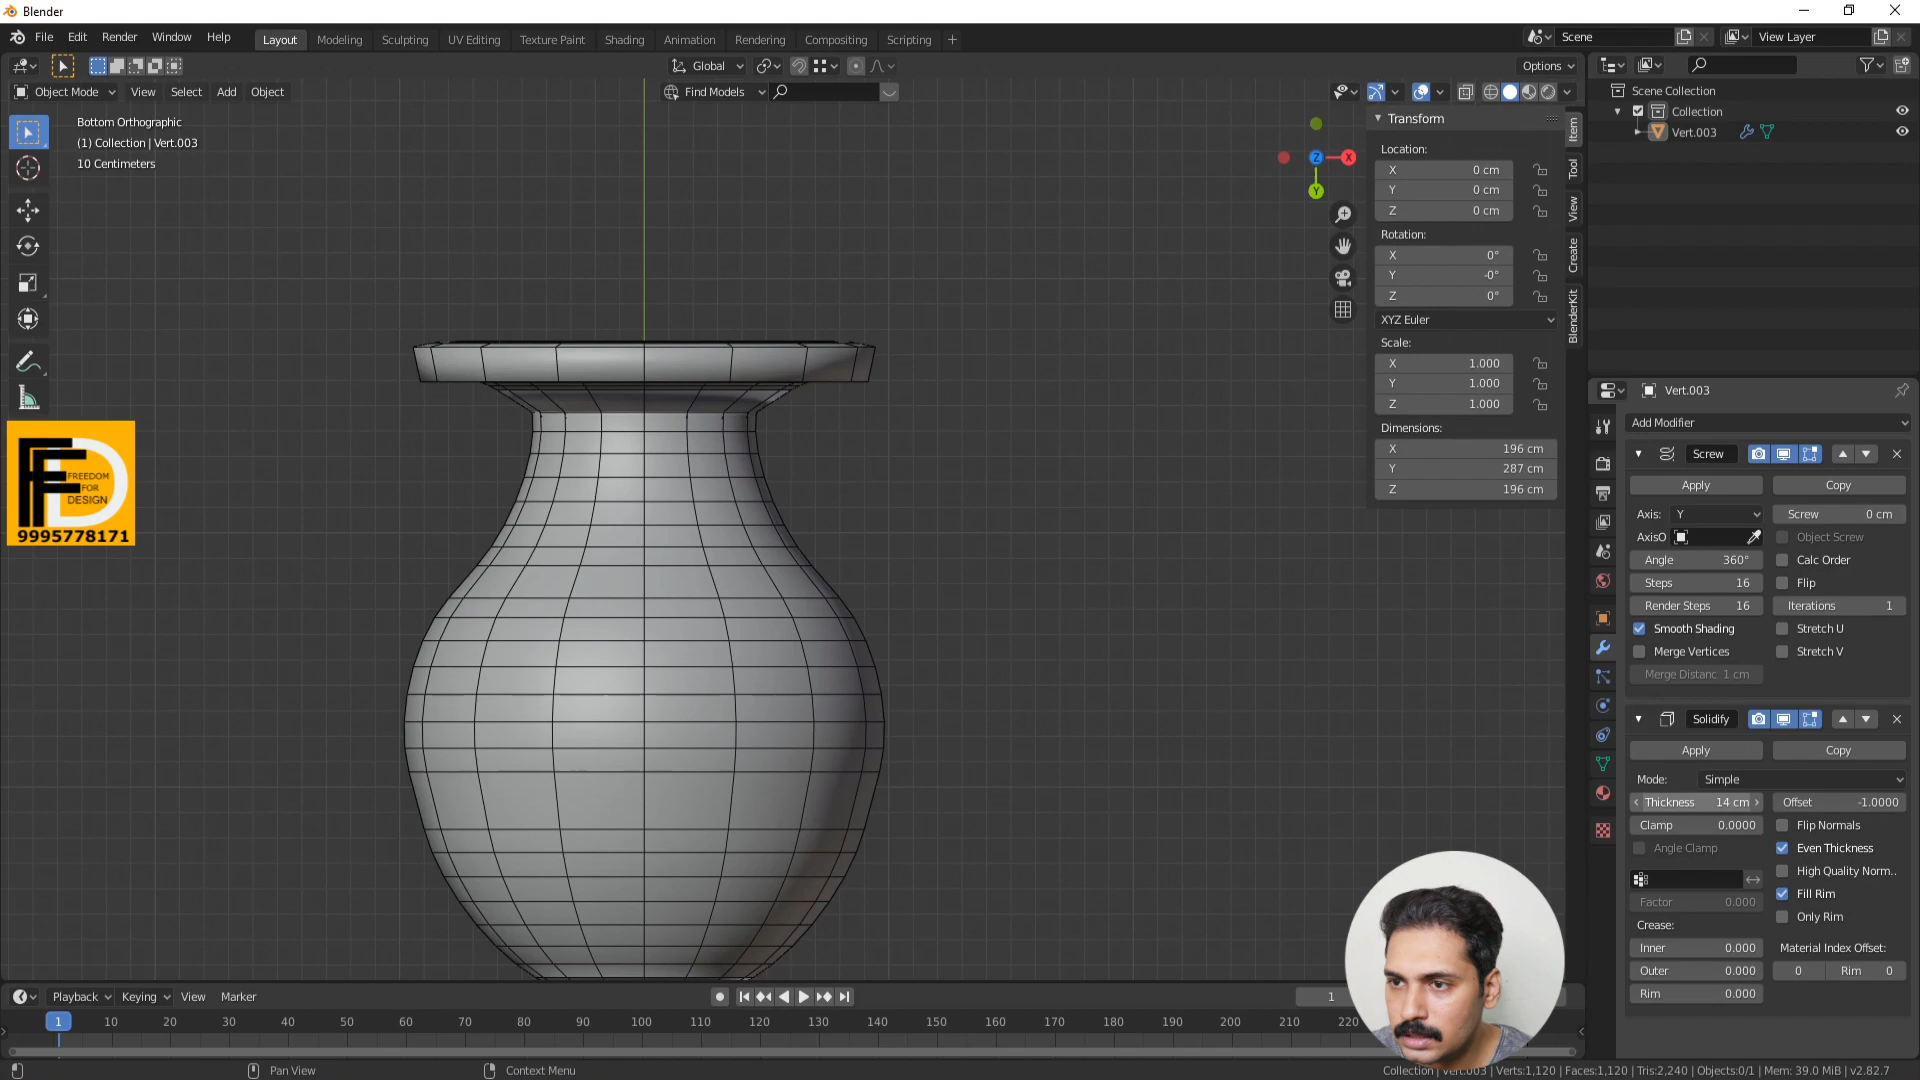 Blender
File Edit Render Window Help Layout Modeling Sculpting UV Editing Texture Paint Shading Animation Rendering Compositing Scripting + Scene View Layer
Global Options
Object Mode View Select Add Object Find Models
Bottom Orthographic
(1) Collection | Vert.003
10 Centimeters
X
Y
Z
Transform
Location:
X 0 cm
Y 0 cm
Z 0 cm
Rotation:
X 0°
Y -0°
Z 0°
XYZ Euler
Scale:
X 1.000
Y 1.000
Z 1.000
Dimensions:
X 196 cm
Y 287 cm
Z 196 cm
Item
Tool
View
Create
BlenderKit
Scene Collection
Collection
Vert.003
Vert.003
Add Modifier
Screw
Apply Copy
Axis: Y Screw 0 cm
AxisO Object Screw
Angle 360° Calc Order
Steps 16 Flip
Render Steps 16 Iterations 1
Smooth Shading Stretch U
Merge Vertices Stretch V
Merge Distanc 1 cm
Solidify
Apply Copy
Mode: Simple
Thickness 14 cm Offset -1.0000
Clamp 0.0000 Flip Normals
Angle Clamp Even Thickness
High Quality Norm..
Factor 0.000 Fill Rim
Crease: Only Rim
Inner 0.000 Material Index Offset:
Outer 0.000 0 Rim 0
Rim 0.000
FFD
FREEDOM
FOR
DESIGN
9995778171
Playback Keying View Marker 1
1 10 20 30 40 50 60 70 80 90 100 110 120 130 140 150 160 170 180 190 200 210 220
Pan View Context Menu Collection | Vert.003 | Verts:1,120 | Faces:1,120 | Tris:2,240 | Objects:0/1 | Mem: 39.0 MiB | v2.82.7